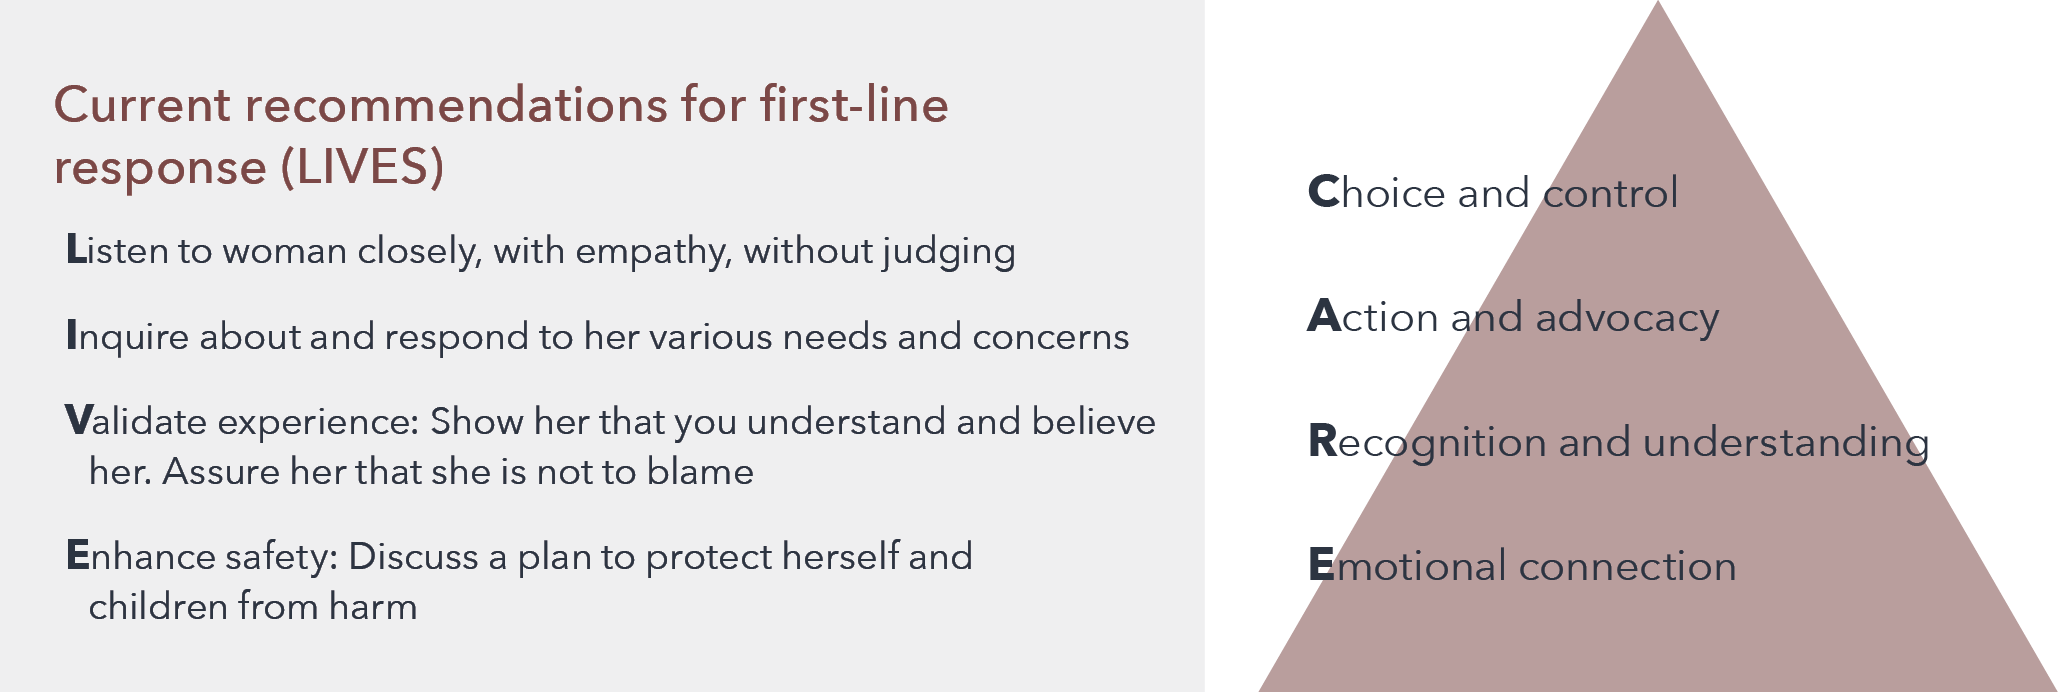 Current recommendations for first-line
response (LIVES)
Listen to woman closely, with empathy, without judging
Inquire about and respond to her various needs and concerns
Validate experience: Show her that you understand and believe
her. Assure her that she is not to blame
Enhance safety: Discuss a plan to protect herself and
children from harm
Choice and control
Action and advocacy
Recognition and understanding
Emotional connection